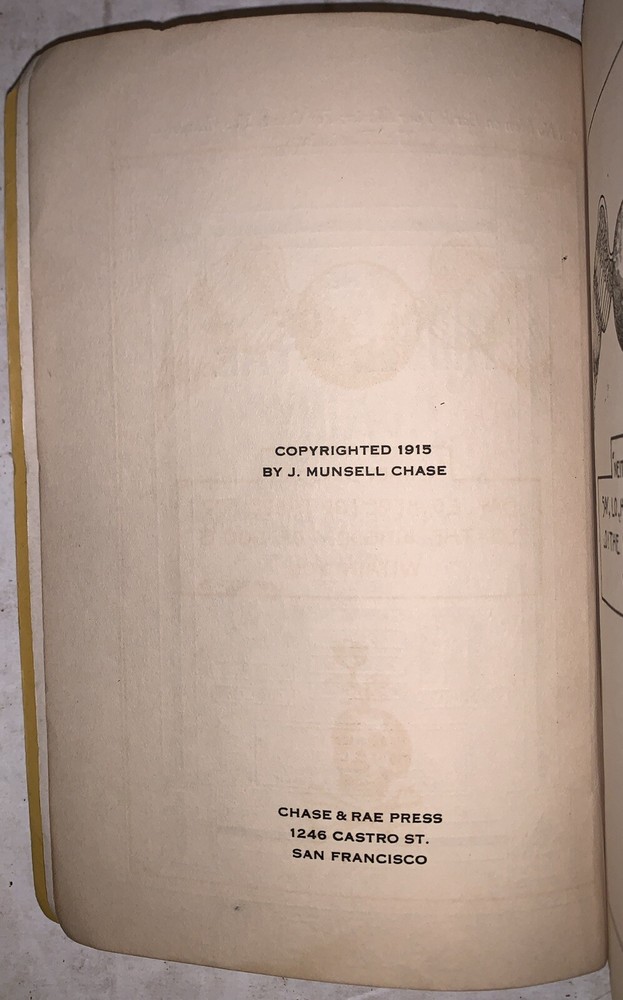 COPYRIGHTED 1915
BY J. MUNSELL CHASE
CHASE & RAE PRESS
1246 CASTRO ST.
SAN FRANCISCO